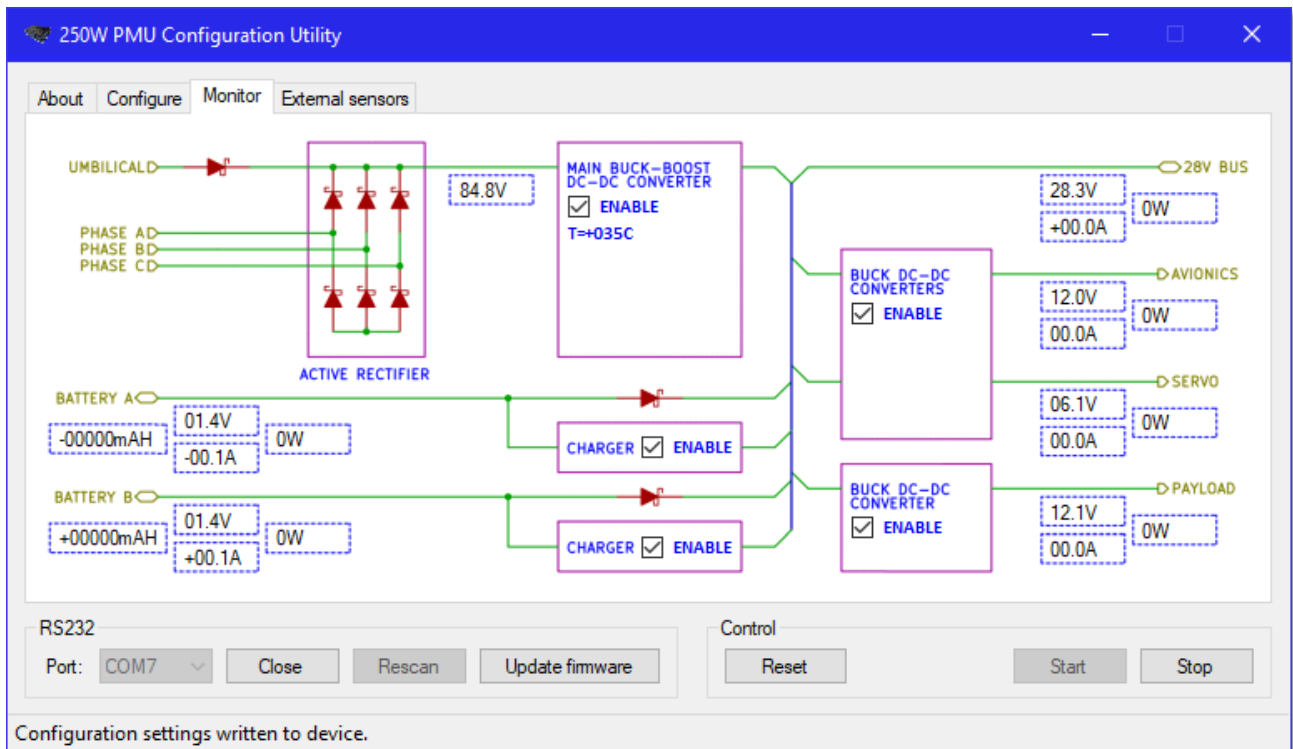 250W PMU Configuration Utility
About Configure Monitor External sensors
UMBILICAL
PHASE A
PHASE B
PHASE C
ACTIVE RECTIFIER
84.8V
MAIN BUCK-BOOST
DC-DC CONVERTER
ENABLE
T=+035C
28V BUS
28.3V
+00.0A
0W
BUCK DC-DC
CONVERTERS
ENABLE
AVIONICS
12.0V
00.0A
0W
SERVO
06.1V
00.0A
0W
BATTERY A
-00000mAH
01.4V
-00.1A
0W
CHARGER ENABLE
BATTERY B
+00000mAH
01.4V
+00.1A
0W
CHARGER ENABLE
BUCK DC-DC
CONVERTER
ENABLE
PAYLOAD
12.1V
00.0A
0W
RS232
Port: COM7 Close Rescan Update firmware
Control
Reset Start Stop
Configuration settings written to device.